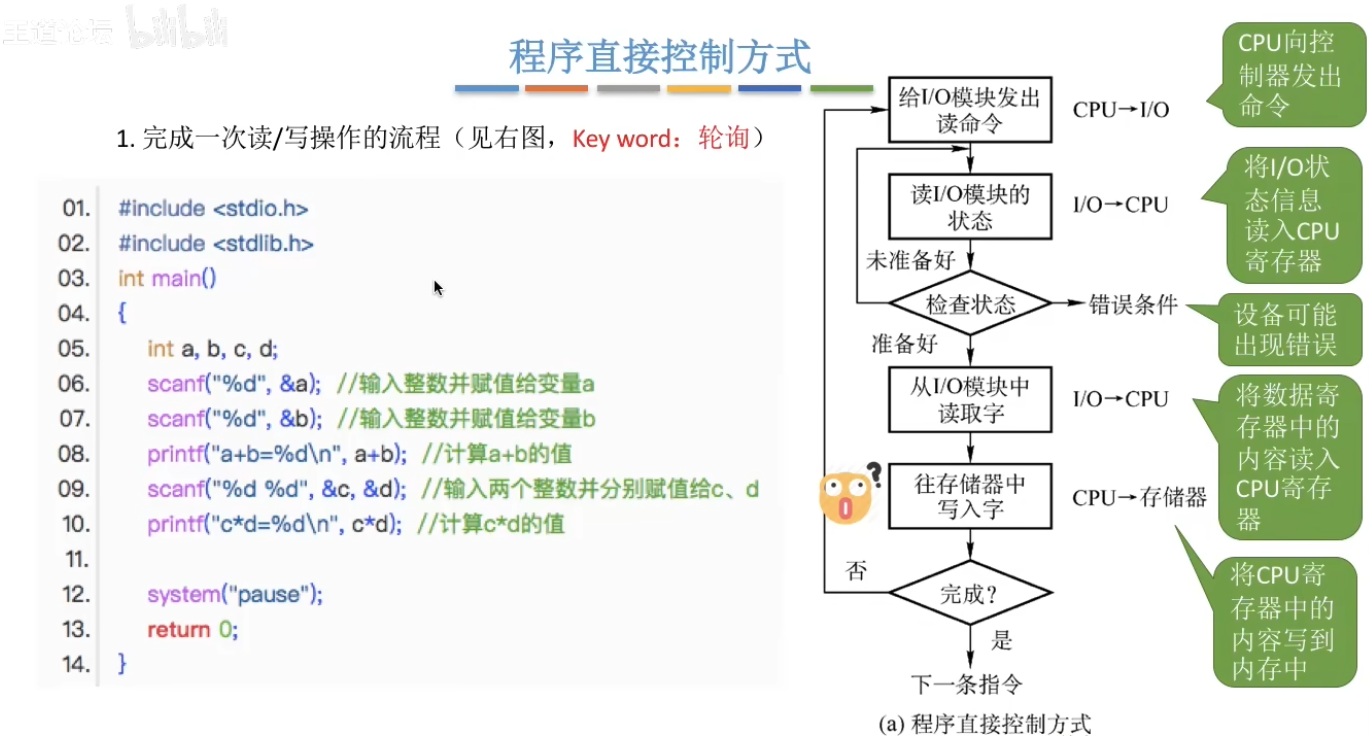 王道论坛 bilibili
程序直接控制方式
1. 完成一次读/写操作的流程（见右图，Key word：轮询）
01. #include <stdio.h>
02. #include <stdlib.h>
03. int main()
04. {
05. int a, b, c, d;
06. scanf("%d", &a); //输入整数并赋值给变量a
07. scanf("%d", &b); //输入整数并赋值给变量b
08. printf("a+b=%d\n", a+b); //计算a+b的值
09. scanf("%d %d", &c, &d); //输入两个整数并分别赋值给c、d
10. printf("c*d=%d\n", c*d); //计算c*d的值
11.
12. system("pause");
13. return 0;
14. }
给I/O模块发出
读命令
CPU→I/O
CPU向控
制器发出
命令
读I/O模块的
状态
I/O→CPU
将I/O状
态信息
读入CPU
寄存器
未准备好
检查状态
错误条件
设备可能
出现错误
准备好
从I/O模块中
读取字
I/O→CPU
将数据寄
存器中的
内容读入
CPU寄存
器
?
往存储器中
写入字
CPU→存储器
将CPU寄
存器中的
内容写到
内存中
否
完成?
是
下一条指令
(a) 程序直接控制方式